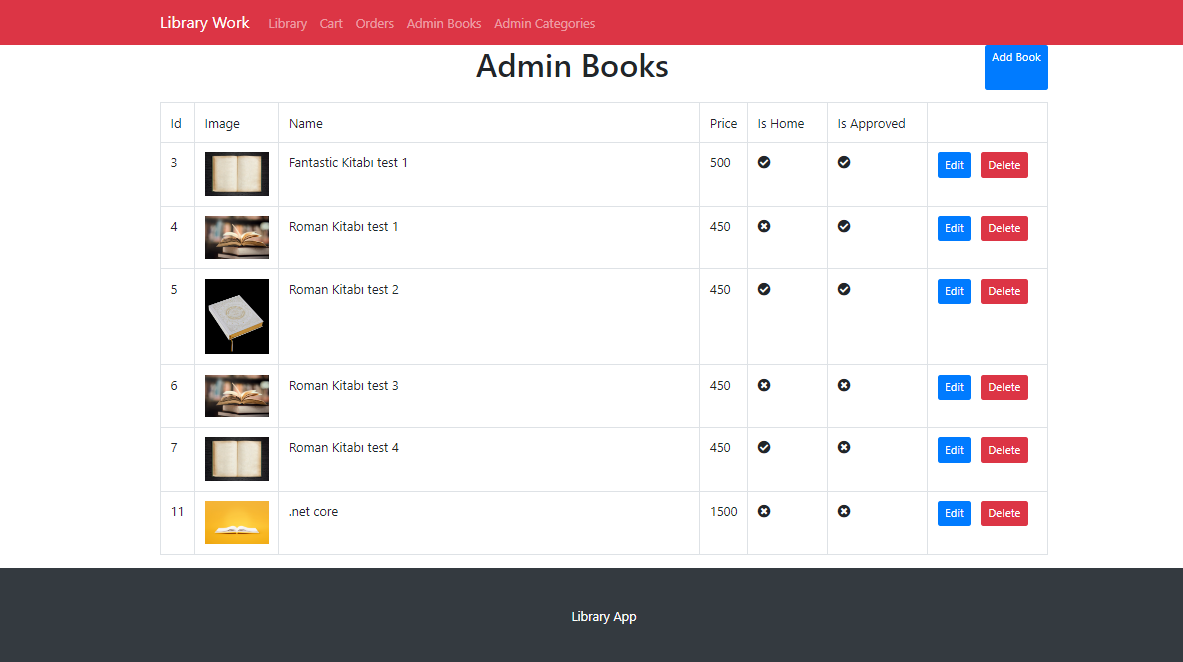 Library Work Library Cart Orders Admin Books Admin Categories
Admin Books
Add Book
Id Image Name Price Is Home Is Approved
3 Fantastic Kitabı test 1 500 Edit Delete
4 Roman Kitabı test 1 450 Edit Delete
5 Roman Kitabı test 2 450 Edit Delete
6 Roman Kitabı test 3 450 Edit Delete
7 Roman Kitabı test 4 450 Edit Delete
11 .net core 1500 Edit Delete
Library App